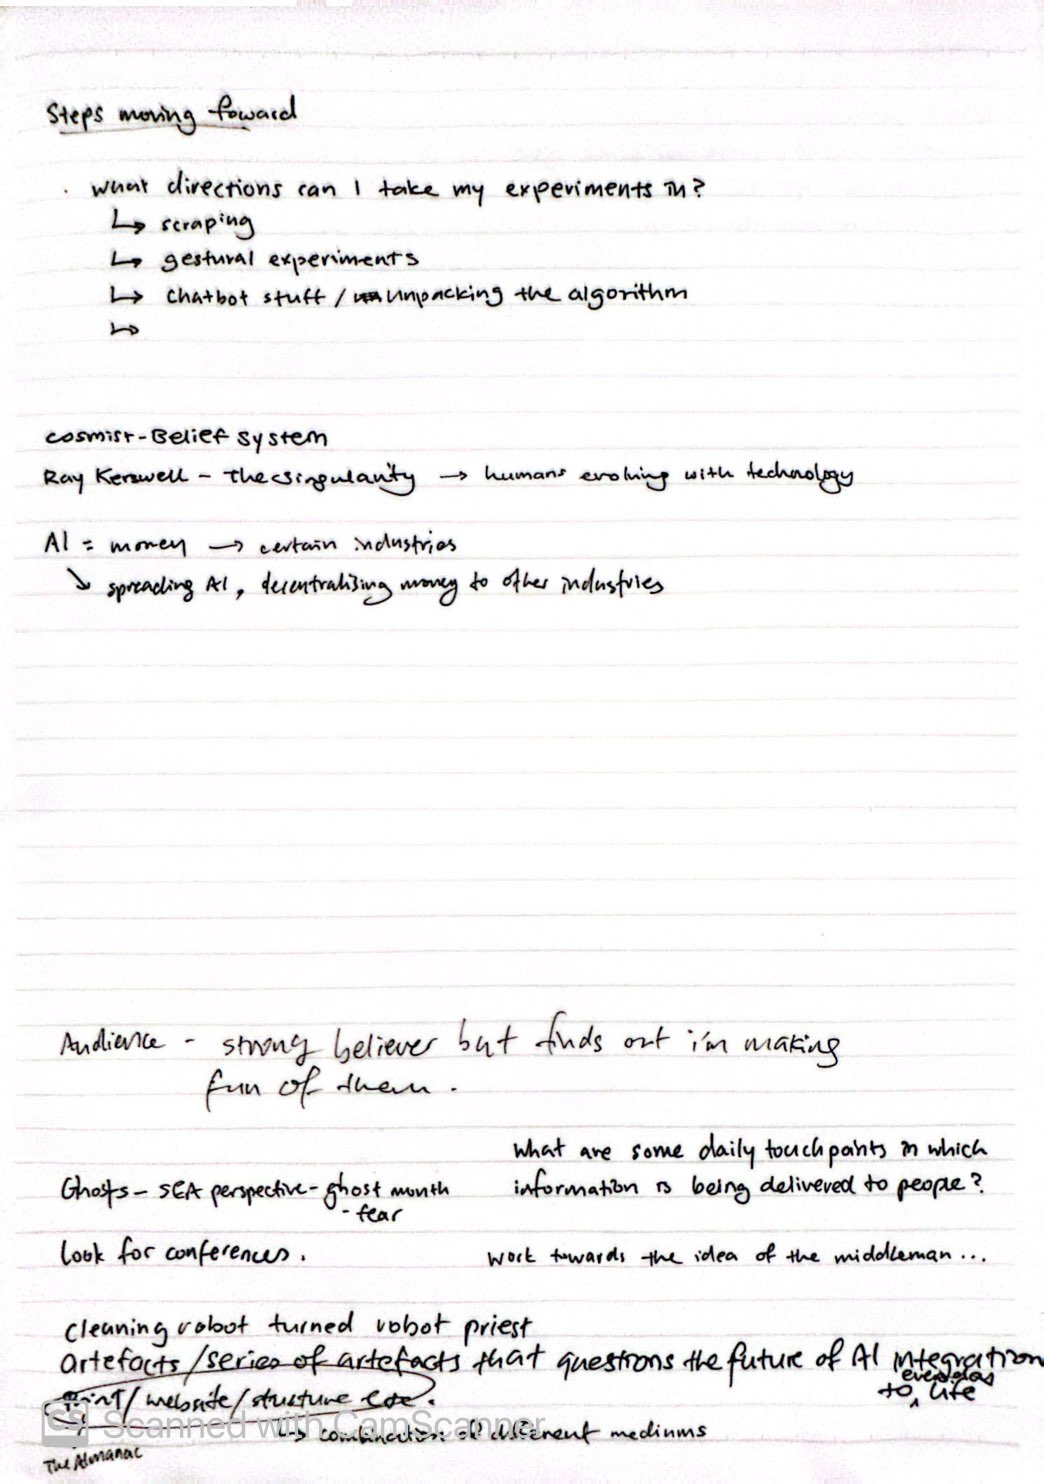 Steps moving foward
. what directions can I take my experiments in?
↳ scraping
↳ gestural experiments
↳ chatbot stuff / unpacking the algorithm
↳
cosmist-Belief system
Ray Kerzwell - The singularity → humans evolving with technology
AI = money → certain industries
↘ spreading AI, decentralising money to other industries
Audience - strong believer but finds out i'm making
fun of them.
What are some daily touchpoints in which
information is being delivered to people?
Ghosts - SEA perspective - ghost month
- fear
look for conferences.
work towards the idea of the middleman...
cleaning robot turned robot priest
artefacts / series of artefacts that questions the future of AI integration
to everyday life
print / website / structure etc.
↳ combination of different mediums
The Almanac
CS Scanned with CamScanner